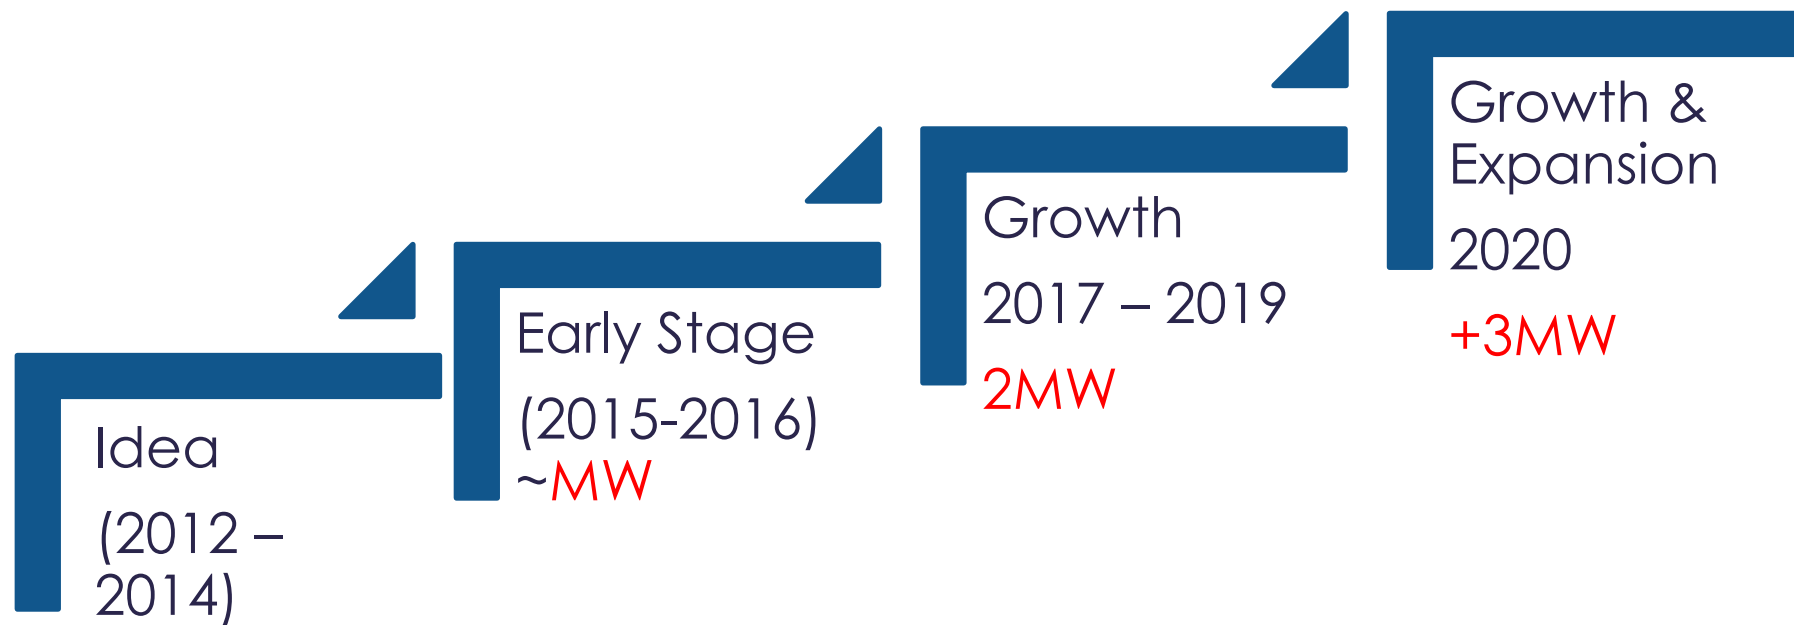 Idea
(2012 –
2014)
Early Stage
(2015-2016)
~MW
Growth
2017 – 2019
2MW
Growth &
Expansion
2020
+3MW